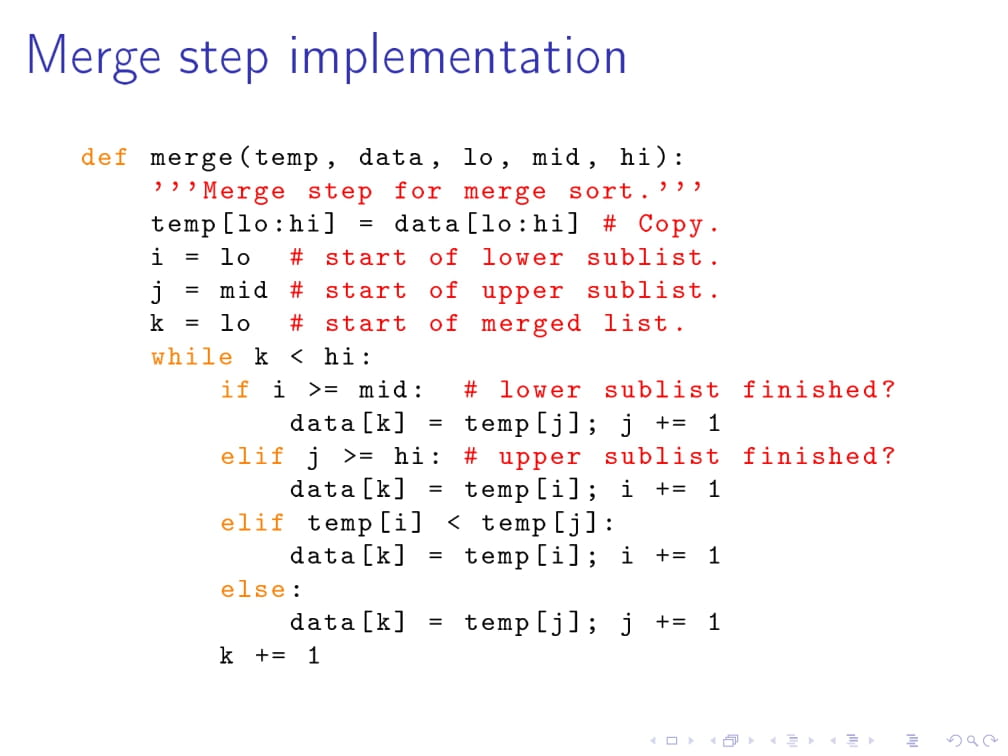 Merge step implementation
def merge(temp, data, lo, mid, hi):
    '''Merge step for merge sort.'''
    temp[lo:hi] = data[lo:hi] # Copy.
    i = lo  # start of lower sublist.
    j = mid # start of upper sublist.
    k = lo  # start of merged list.
    while k < hi:
        if i >= mid:  # lower sublist finished?
            data[k] = temp[j]; j += 1
        elif j >= hi: # upper sublist finished?
            data[k] = temp[i]; i += 1
        elif temp[i] < temp[j]:
            data[k] = temp[i]; i += 1
        else:
            data[k] = temp[j]; j += 1
        k += 1